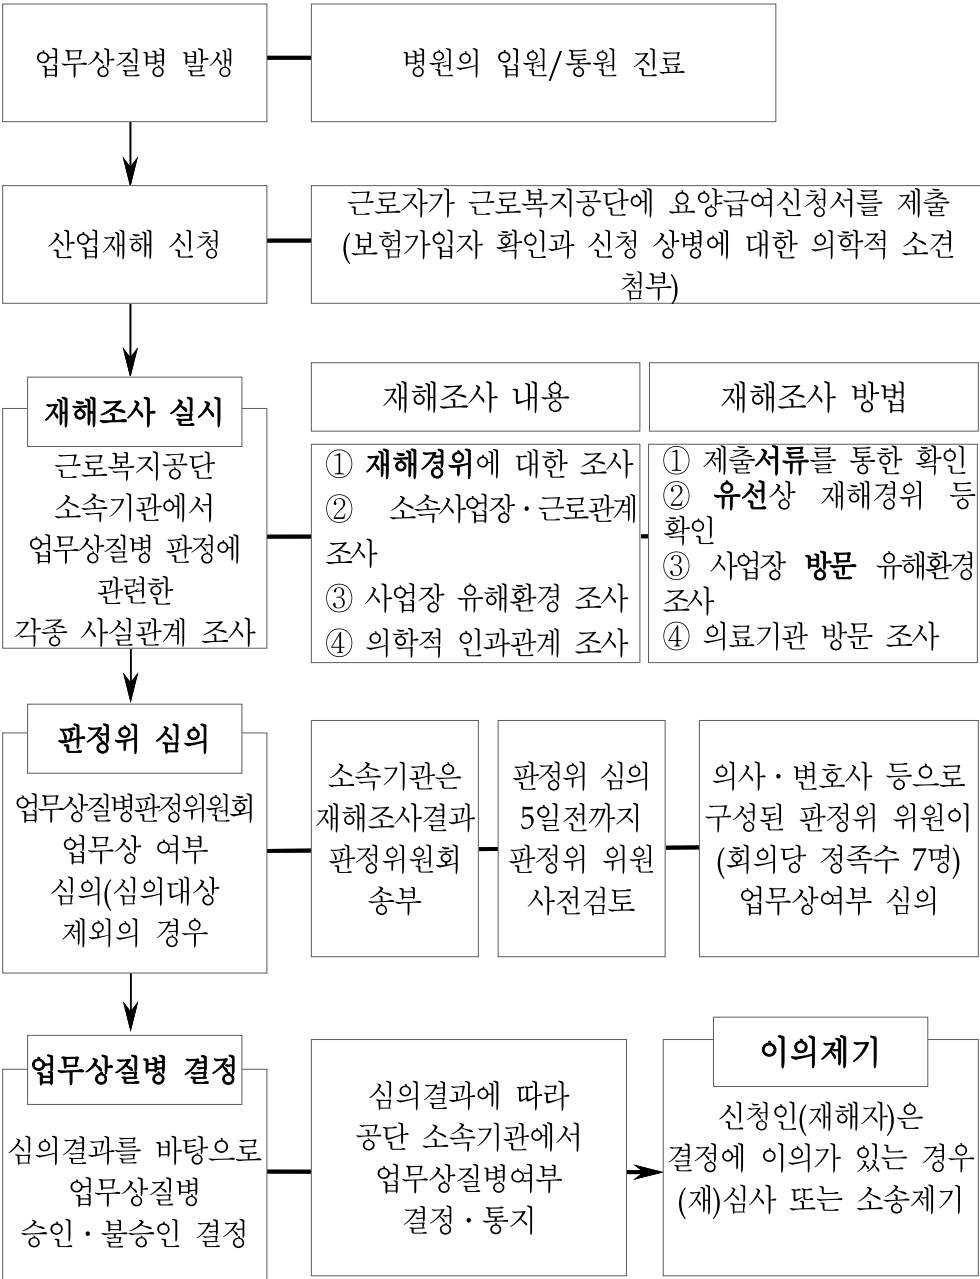 업무상질병 발생
병원의 입원/통원 진료
산업재해 신청
근로자가 근로복지공단에 요양급여신청서를 제출
(보험가입자 확인과 신청 상병에 대한 의학적 소견
첨부)
재해조사 실시
근로복지공단
소속기관에서
업무상질병 판정에
관련한
각종 사실관계 조사
재해조사 내용
① 재해경위에 대한 조사
② 소속사업장·근로관계
조사
③ 사업장 유해환경 조사
④ 의학적 인과관계 조사
재해조사 방법
① 제출서류를 통한 확인
② 유선상 재해경위 등
확인
③ 사업장 방문 유해환경
조사
④ 의료기관 방문 조사
판정위 심의
업무상질병판정위원회
업무상 여부
심의(심의대상
제외의 경우
소속기관은
재해조사결과
판정위원회
송부
판정위 심의
5일전까지
판정위 위원
사전검토
의사·변호사 등으로
구성된 판정위 위원이
(회의당 정족수 7명)
업무상여부 심의
업무상질병 결정
심의결과를 바탕으로
업무상질병
승인·불승인 결정
심의결과에 따라
공단 소속기관에서
업무상질병여부
결정·통지
이의제기
신청인(재해자)은
결정에 이의가 있는 경우
(재)심사 또는 소송제기